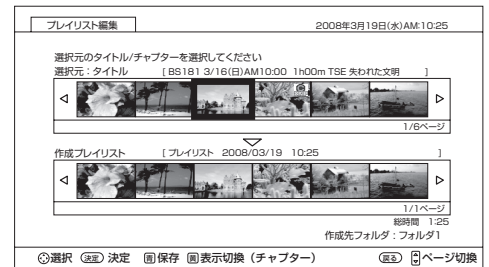 プレイリスト編集
2008年3月19日(水)AM:10:25
選択元のタイトル/チャプターを選択してください
選択元：タイトル [ BS181 3/16(日)AM10:00 1h00m TSE 失われた文明 ]
1/6ページ
作成プレイリスト [ プレイリスト 2008/03/19 10:25 ]
1/1ページ
総時間 1:25
作成先フォルダ：フォルダ1
選択 決定 決定 青 保存 黄 表示切換（チャプター） 戻る ページ切換